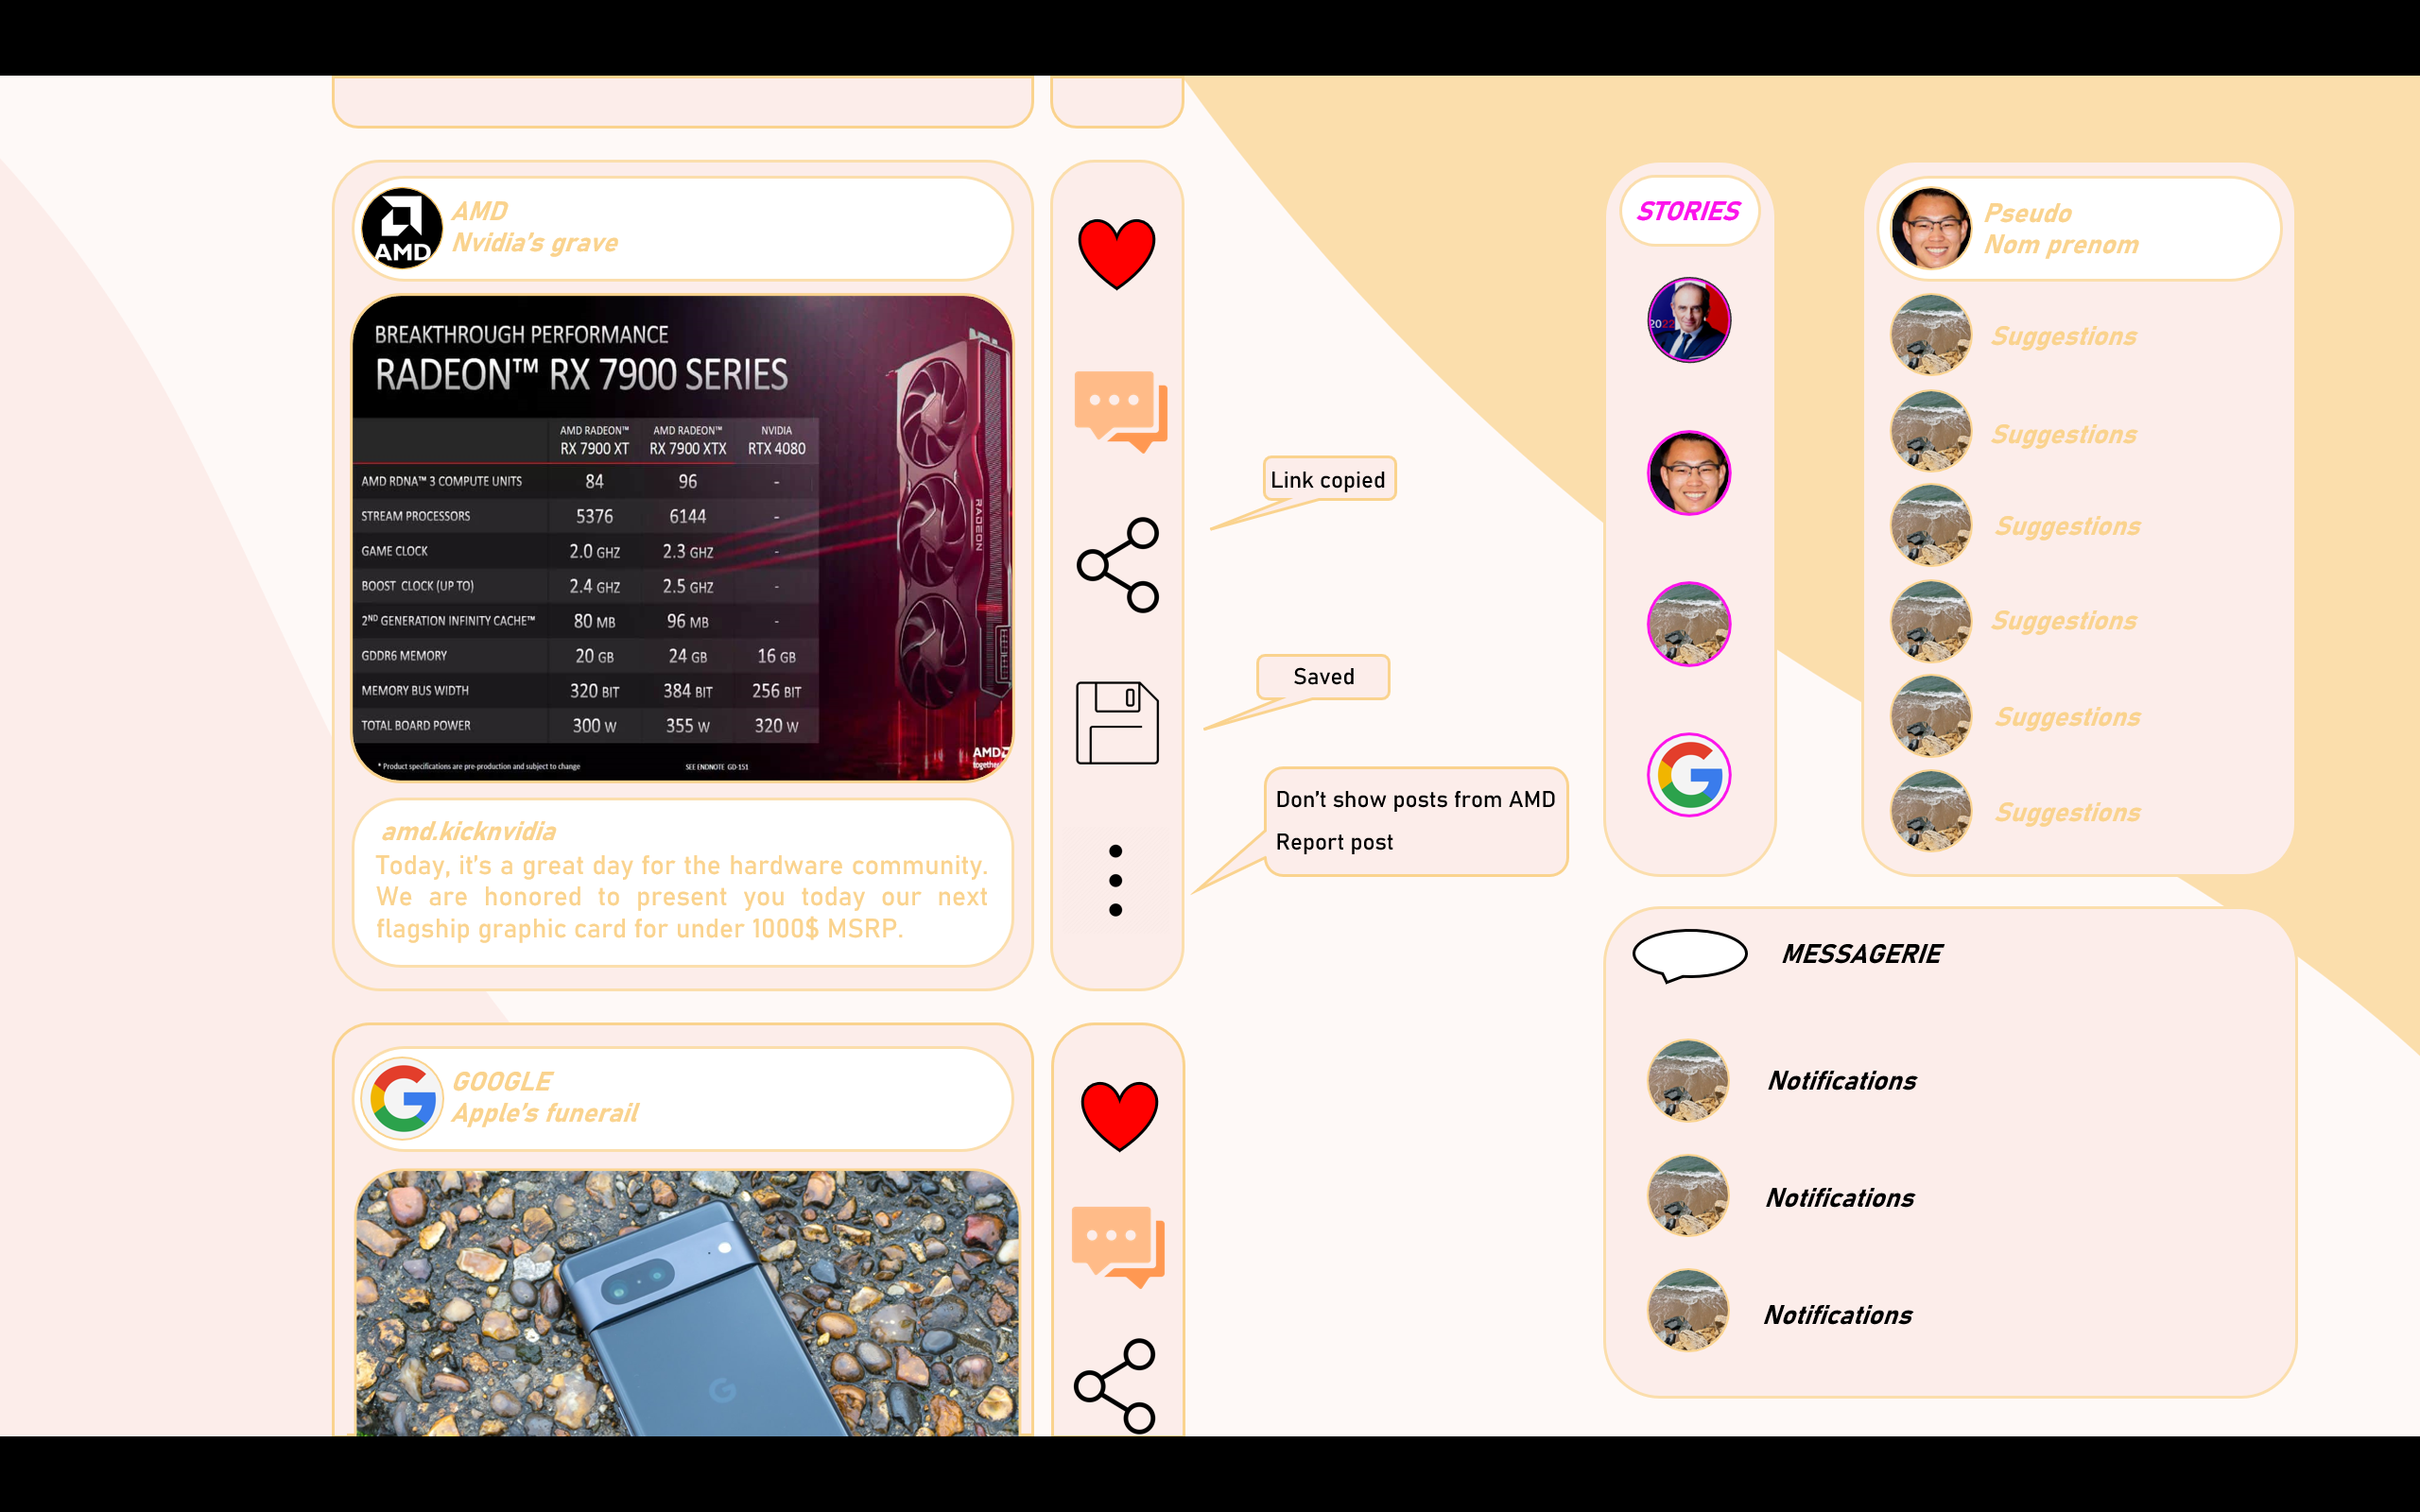 AMD
AMD
Nvidia's grave
BREAKTHROUGH PERFORMANCE
RADEON™ RX 7900 SERIES
AMD RADEON™ AMD RADEON™ NVIDIA
RX 7900 XT RX 7900 XTX RTX 4080
AMD RDNA™ 3 COMPUTE UNITS 84 96 -
STREAM PROCESSORS 5376 6144 -
GAME CLOCK 2.0 GHZ 2.3 GHZ -
BOOST CLOCK (UP TO) 2.4 GHZ 2.5 GHZ -
2ND GENERATION INFINITY CACHE™ 80 MB 96 MB -
GDDR6 MEMORY 20 GB 24 GB 16 GB
MEMORY BUS WIDTH 320 BIT 384 BIT 256 BIT
TOTAL BOARD POWER 300 W 355 W 320 W
* Product specifications are pre-production and subject to change SEE ENDNOTE GD-151
RADEON
AMD
together
amd.kicknvidia
Today, it's a great day for the hardware community.
We are honored to present you today our next
flagship graphic card for under 1000$ MSRP.
Link copied
Saved
Don't show posts from AMD
Report post
GOOGLE
Apple's funerail
STORIES
2022
Pseudo
Nom prenom
Suggestions
Suggestions
Suggestions
Suggestions
Suggestions
Suggestions
MESSAGERIE
Notifications
Notifications
Notifications